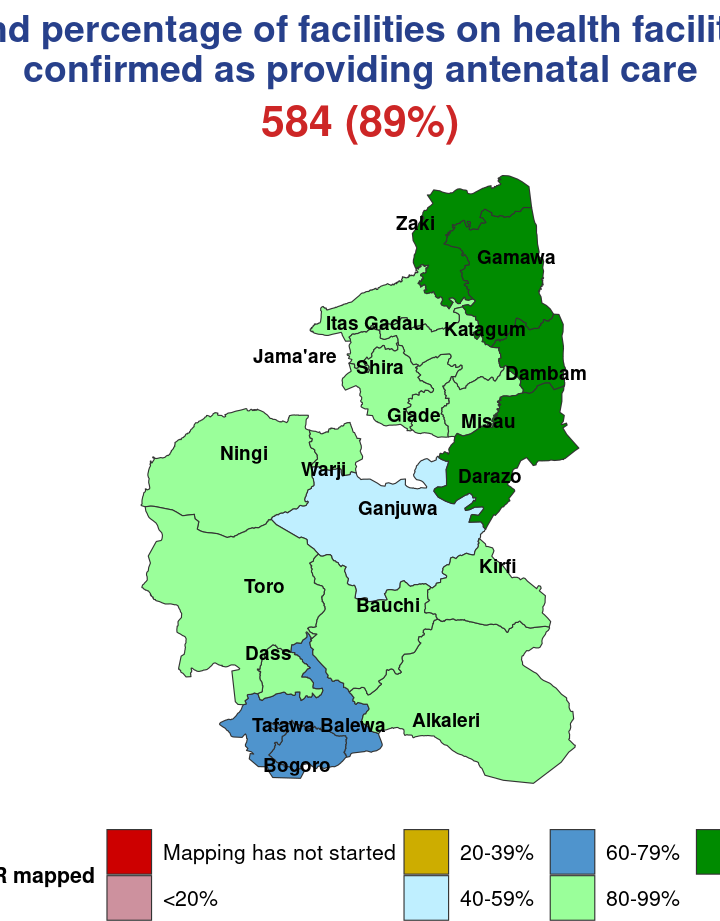 percentage of facilities on health
confirmed as providing antenatal care
584 (89%)
Zaki
Gamawa
Itas Gadau
Katagum
Jama'are
Shira
Dambam
Giade
Misau
Ningi
Warji
Darazo
Ganjuwa
Kirfi
Toro
Bauchi
Dass
Tafawa Balewa
Alkaleri
Bogoro
mapped
Mapping has not started
<20%
20-39%
40-59%
60-79%
80-99%